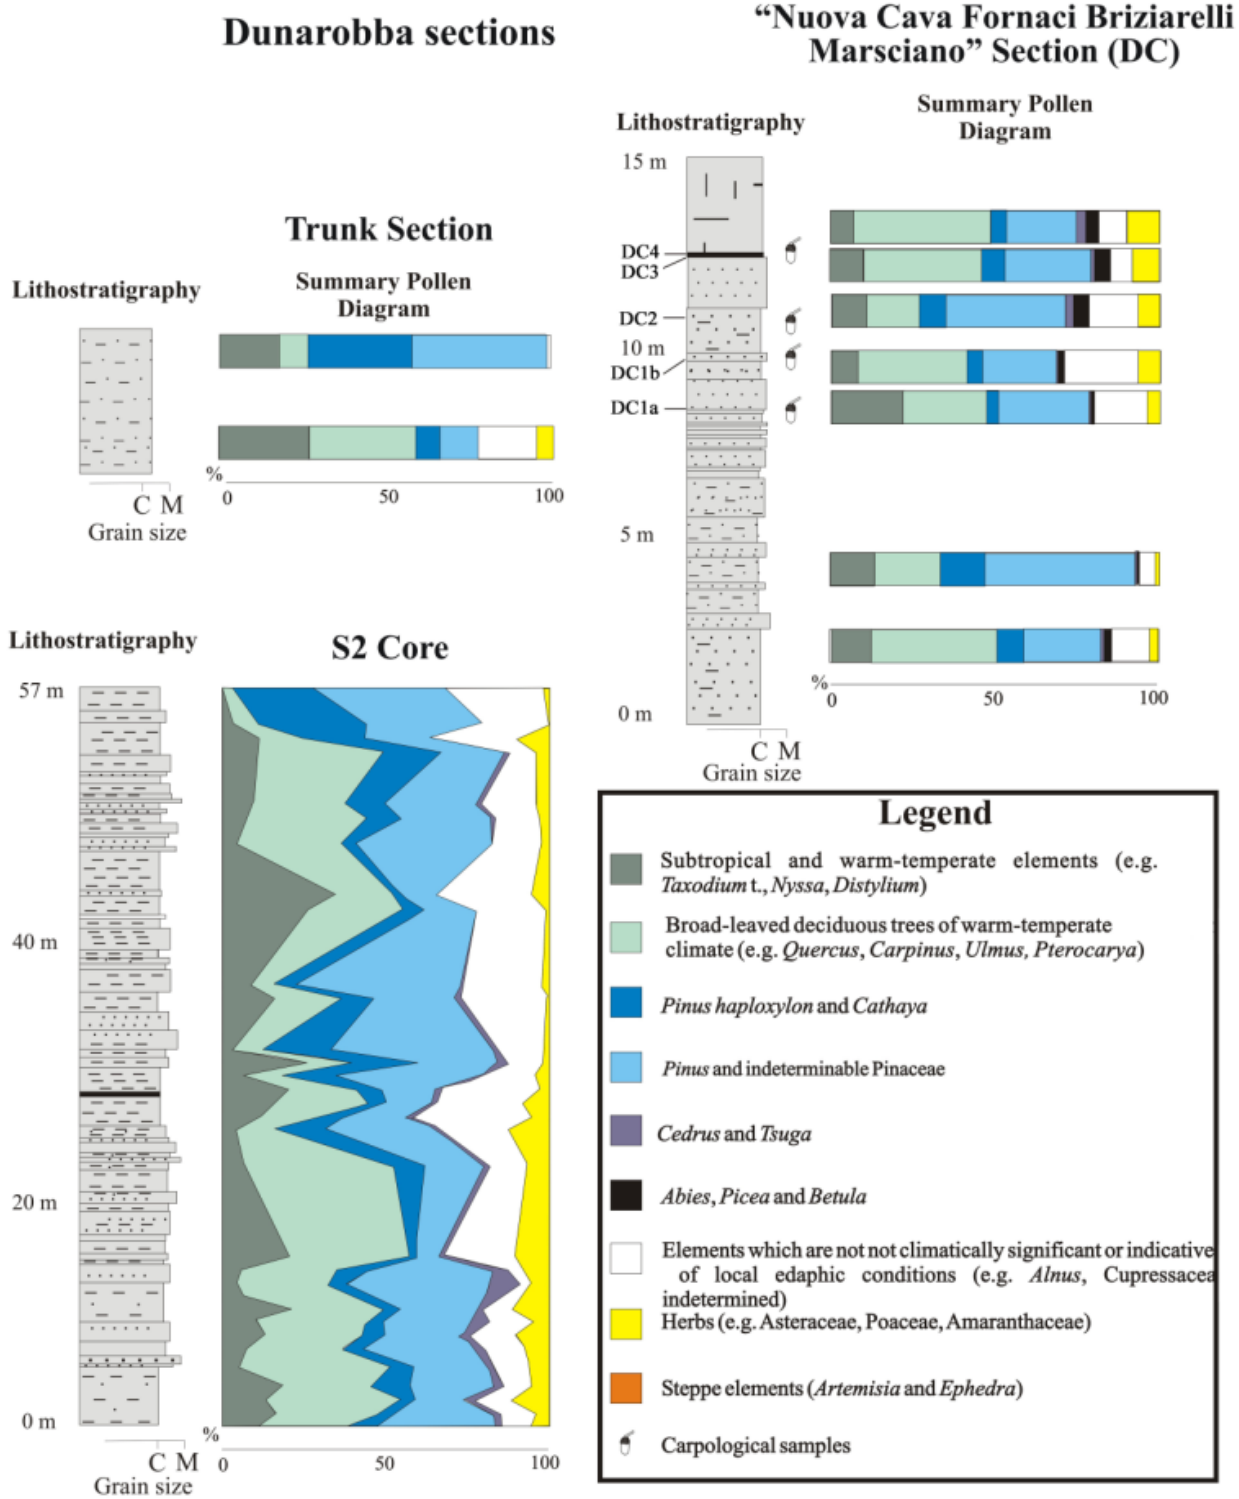 Dunarobba sections
“Nuova Cava Fornaci Briziarelli
Marsciano” Section (DC)
Trunk Section
Lithostratigraphy
Summary Pollen
Diagram
%
0
50
100
C M
Grain size
Lithostratigraphy
Summary Pollen
Diagram
15 m
DC4
DC3
DC2
10 m
DC1b
DC1a
5 m
0 m
%
0
50
100
C M
Grain size
Lithostratigraphy
S2 Core
57 m
40 m
20 m
0 m
%
0
50
100
C M
Grain size
Legend
Subtropical and warm-temperate elements (e.g.
Taxodium t., Nyssa, Distylium)
Broad-leaved deciduous trees of warm-temperate
climate (e.g. Quercus, Carpinus, Ulmus, Pterocarya)
Pinus haploxylon and Cathaya
Pinus and indeterminable Pinaceae
Cedrus and Tsuga
Abies, Picea and Betula
Elements which are not not climatically significant or indicative
of local edaphic conditions (e.g. Alnus, Cupressacea
indetermined)
Herbs (e.g. Asteraceae, Poaceae, Amaranthaceae)
Steppe elements (Artemisia and Ephedra)
Carpological samples